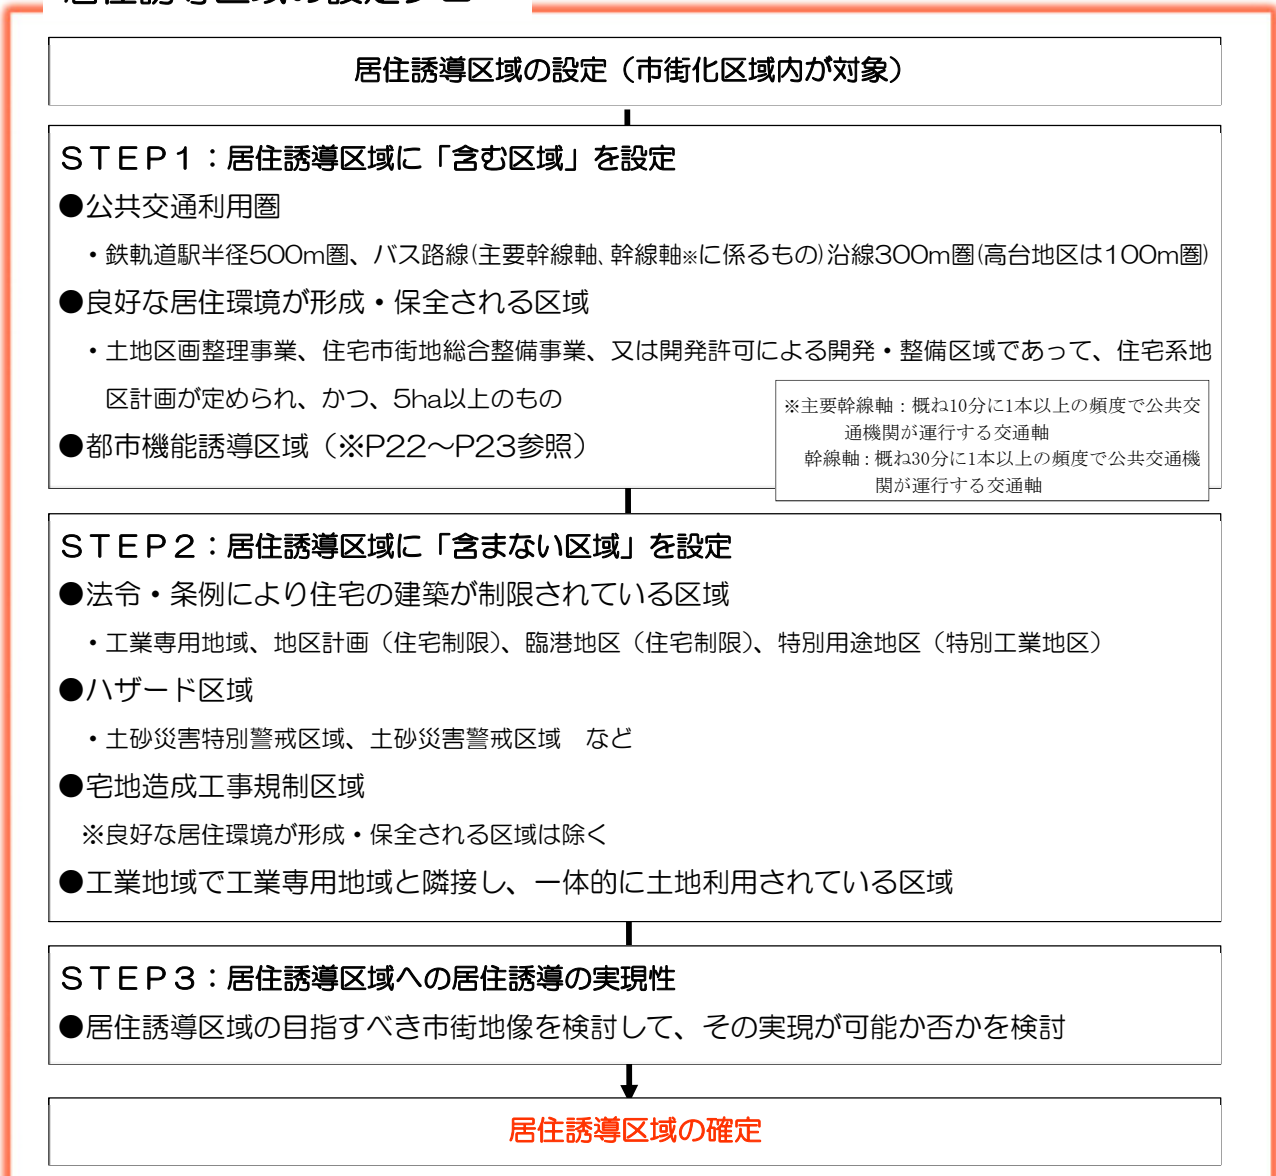 居住誘導区域の設定フロー
居住誘導区域の設定（市街化区域内が対象）
ＳＴＥＰ１：居住誘導区域に「含む区域」を設定
●公共交通利用圏
・鉄軌道駅半径500m圏、バス路線(主要幹線軸、幹線軸※に係るもの)沿線300m圏(高台地区は100m圏)
●良好な居住環境が形成・保全される区域
・土地区画整理事業、住宅市街地総合整備事業、又は開発許可による開発・整備区域であって、住宅系地
区計画が定められ、かつ、5ha以上のもの
●都市機能誘導区域（※P22～P23参照）
※主要幹線軸：概ね10分に1本以上の頻度で公共交
通機関が運行する交通軸
幹線軸：概ね30分に1本以上の頻度で公共交通機
関が運行する交通軸
ＳＴＥＰ２：居住誘導区域に「含まない区域」を設定
●法令・条例により住宅の建築が制限されている区域
・工業専用地域、地区計画（住宅制限）、臨港地区（住宅制限）、特別用途地区（特別工業地区）
●ハザード区域
・土砂災害特別警戒区域、土砂災害警戒区域　など
●宅地造成工事規制区域
※良好な居住環境が形成・保全される区域は除く
●工業地域で工業専用地域と隣接し、一体的に土地利用されている区域
ＳＴＥＰ３：居住誘導区域への居住誘導の実現性
●居住誘導区域の目指すべき市街地像を検討して、その実現が可能か否かを検討
居住誘導区域の確定